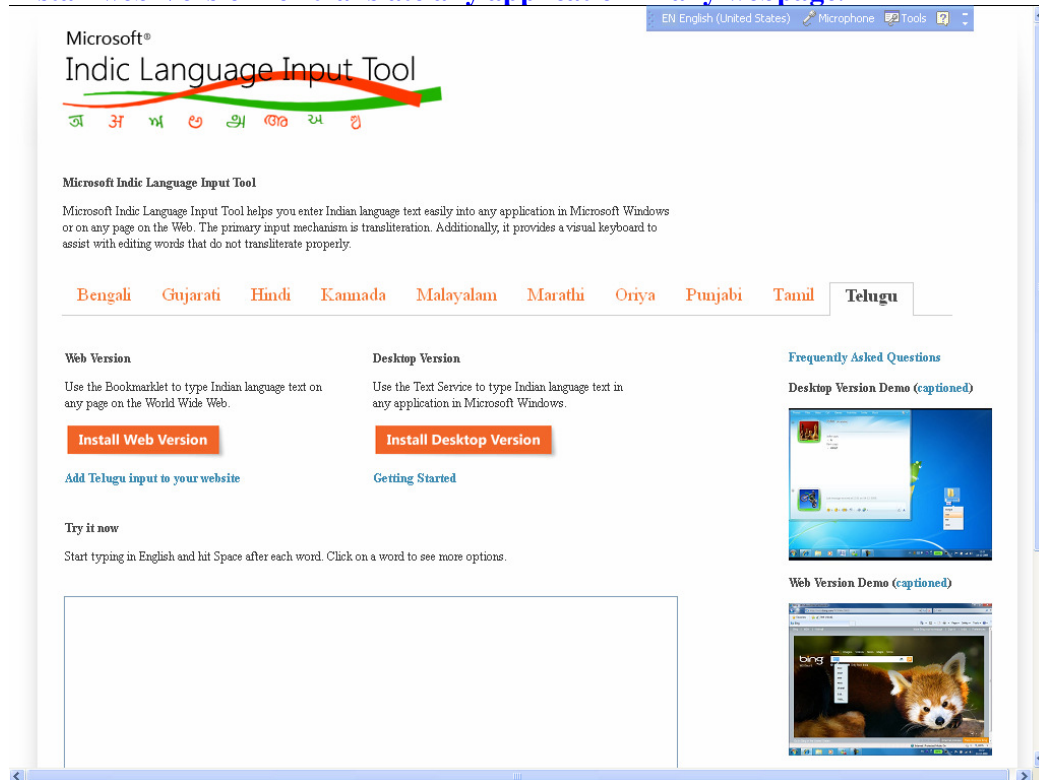 EN English (United States) Microphone Tools
Microsoft®
Indic Language Input Tool
অ अ ਅ అ அ അ અ ଅ
Microsoft Indic Language Input Tool
Microsoft Indic Language Input Tool helps you enter Indian language text easily into any application in Microsoft Windows
or on any page on the Web. The primary input mechanism is transliteration. Additionally, it provides a visual keyboard to
assist with editing words that do not transliterate properly.
Bengali Gujarati Hindi Kannada Malayalam Marathi Oriya Punjabi Tamil Telugu
Web Version
Use the Bookmarklet to type Indian language text on
any page on the World Wide Web.
Install Web Version
Add Telugu input to your website
Desktop Version
Use the Text Service to type Indian language text in
any application in Microsoft Windows.
Install Desktop Version
Getting Started
Frequently Asked Questions
Desktop Version Demo (captioned)
Try it now
Start typing in English and hit Space after each word. Click on a word to see more options.
Web Version Demo (captioned)
bing